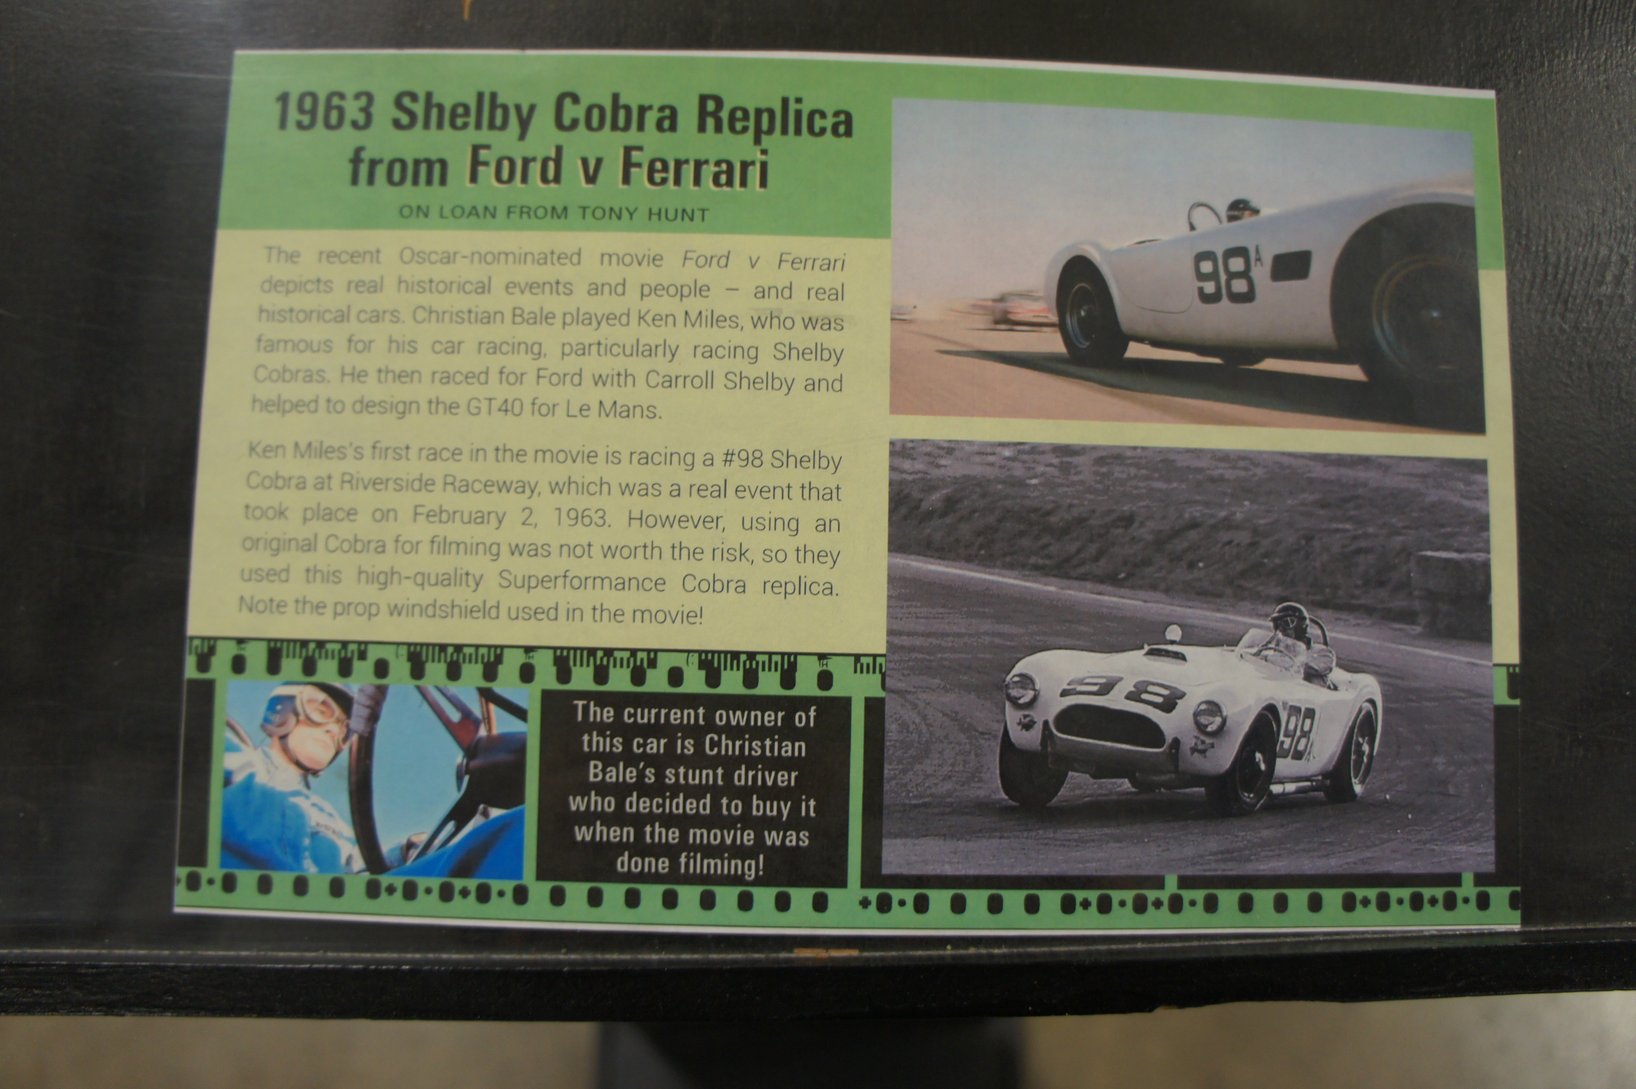 1963 Shelby Cobra Replica
from Ford v Ferrari
ON LOAN FROM TONY HUNT
The recent Oscar-nominated movie Ford v Ferrari
depicts real historical events and people – and real
historical cars. Christian Bale played Ken Miles, who was
famous for his car racing, particularly racing Shelby
Cobras. He then raced for Ford with Carroll Shelby and
helped to design the GT40 for Le Mans.
Ken Miles's first race in the movie is racing a #98 Shelby
Cobra at Riverside Raceway, which was a real event that
took place on February 2, 1963. However, using an
original Cobra for filming was not worth the risk, so they
used this high-quality Superformance Cobra replica.
Note the prop windshield used in the movie!
The current owner of
this car is Christian
Bale's stunt driver
who decided to buy it
when the movie was
done filming!
98 A
98
98